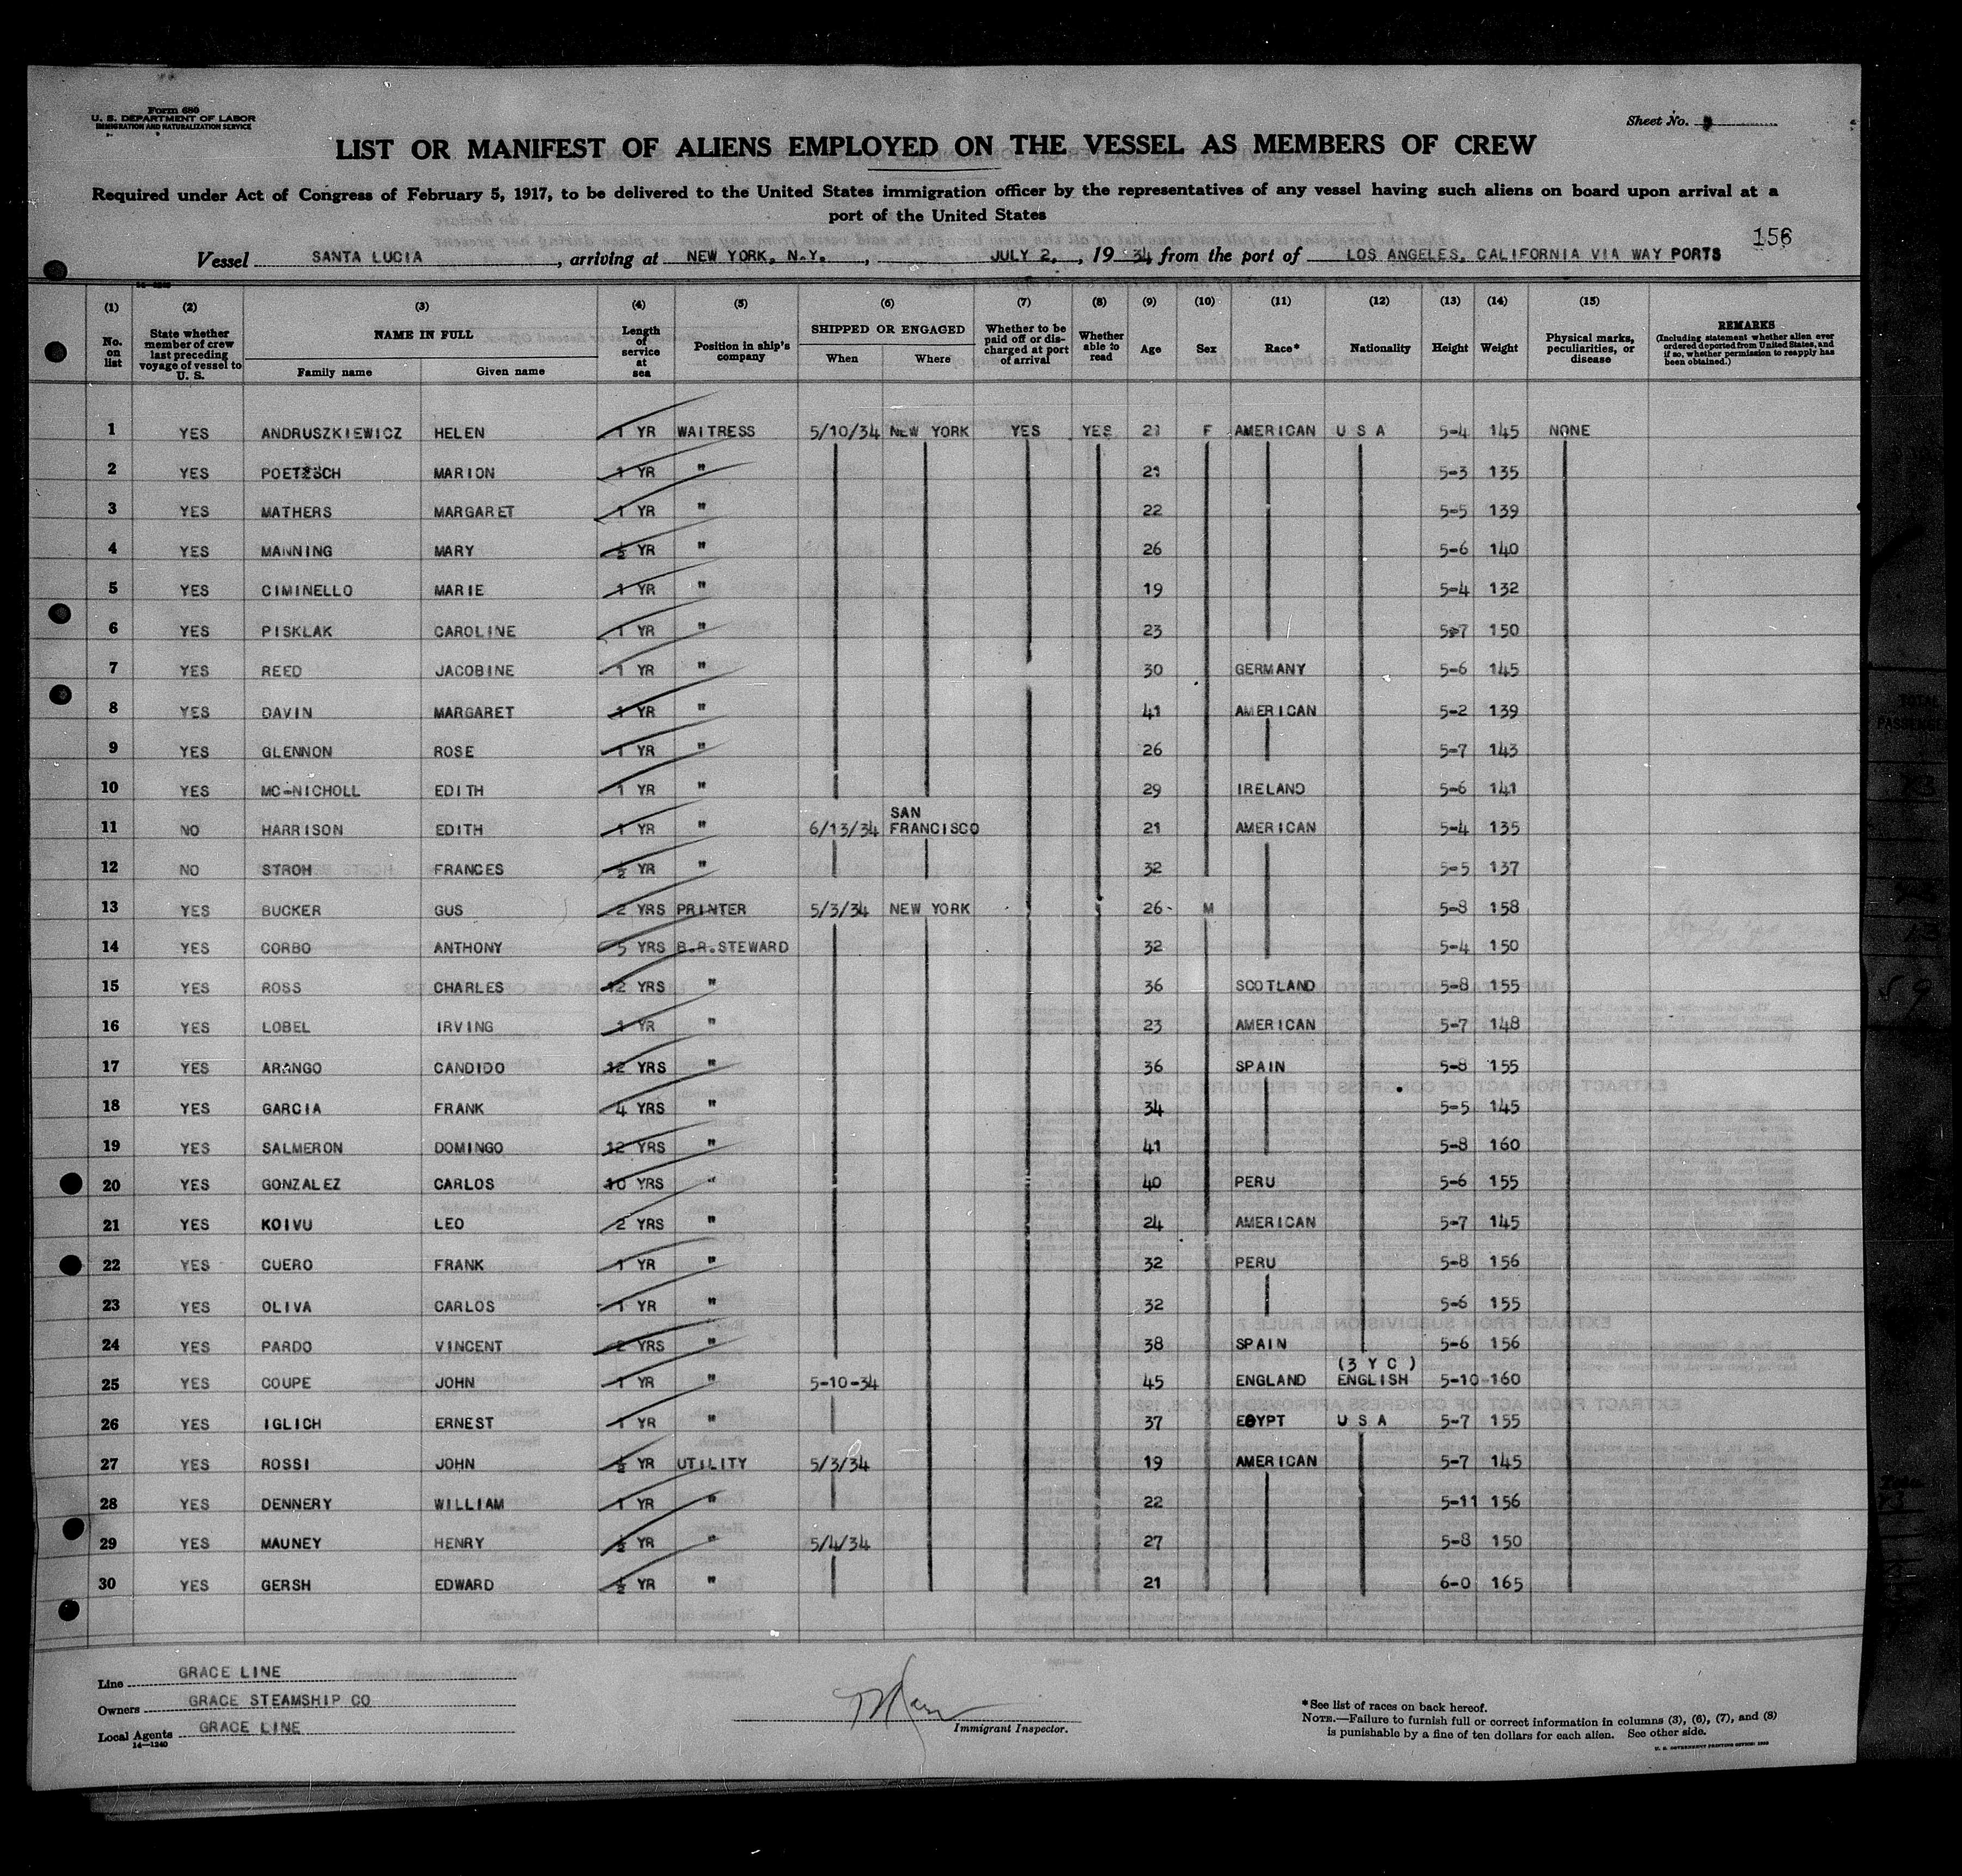 Form 680
U. S. DEPARTMENT OF LABOR
IMMIGRATION AND NATURALIZATION SERVICE
Sheet No.
LIST OR MANIFEST OF ALIENS EMPLOYED ON THE VESSEL AS MEMBERS OF CREW
Required under Act of Congress of February 5, 1917, to be delivered to the United States immigration officer by the representatives of any vessel having such aliens on board upon arrival at a
port of the United States
156
Vessel SANTA LUCIA, arriving at NEW YORK, N.Y., JULY 2, 1934 from the port of LOS ANGELES, CALIFORNIA VIA WAY PORTS
(1) (2) (3) (4) (5) (6) (7) (8) (9) (10) (11) (12) (13) (14) (15)
No. on list
State whether member of crew last preceding voyage of vessel to U. S.
NAME IN FULL
Family name Given name
Length of service at sea
Position in ship's company
SHIPPED OR ENGAGED
When Where
Whether to be paid off or discharged at port of arrival
Whether able to read
Age
Sex
Race*
Nationality
Height
Weight
Physical marks, peculiarities, or disease
REMARKS
(Including statement whether alien ever ordered deported from United States, and if so, whether permission to reapply has been obtained.)
1 YES ANDRUSZKIEWICZ HELEN 1 YR WAITRESS 5/10/34 NEW YORK YES YES 21 F AMERICAN U S A 5-4 145 NONE
2 YES POETZSCH MARION 1 YR " 21 5-3 135
3 YES MATHERS MARGARET 1 YR " 22 5-5 139
4 YES MANNING MARY ½ YR " 26 5-6 140
5 YES CIMINELLO MARIE 1 YR " 19 5-4 132
6 YES PISKLAK CAROLINE 1 YR " 23 5-7 150
7 YES REED JACOBINE 1 YR " 30 GERMANY 5-6 145
8 YES DAVIN MARGARET 1 YR " 41 AMERICAN 5-2 139
9 YES GLENNON ROSE 1 YR " 26 5-7 143
10 YES MC-NICHOLL EDITH 1 YR " 29 IRELAND 5-6 141
11 NO HARRISON EDITH 1 YR " 6/13/34 SAN FRANCISCO 21 AMERICAN 5-4 135
12 NO STROH FRANCES ½ YR " 32 5-5 137
13 YES BUCKER GUS 2 YRS PRINTER 5/3/34 NEW YORK 26 M 5-8 158
14 YES CORBO ANTHONY 5 YRS B.R.STEWARD 32 5-4 150
15 YES ROSS CHARLES 12 YRS " 36 SCOTLAND 5-8 155
16 YES LOBEL IRVING 1 YR " 23 AMERICAN 5-7 148
17 YES ARANGO CANDIDO 12 YRS " 36 SPAIN 5-8 155
18 YES GARCIA FRANK 4 YRS " 34 5-5 145
19 YES SALMERON DOMINGO 12 YRS " 41 5-8 160
20 YES GONZALEZ CARLOS 10 YRS " 40 PERU 5-6 155
21 YES KOIVU LEO 2 YRS " 24 AMERICAN 5-7 145
22 YES CUERO FRANK 1 YR " 32 PERU 5-8 156
23 YES OLIVA CARLOS 1 YR " 32 5-6 155
24 YES PARDO VINCENT 2 YRS " 38 SPAIN 5-6 156
25 YES COUPE JOHN 1 YR " 5-10-34 45 ENGLAND (3 Y C) ENGLISH 5-10 160
26 YES IGLICH ERNEST 1 YR " 37 EGYPT U S A 5-7 155
27 YES ROSSI JOHN ½ YR UTILITY 5/3/34 19 AMERICAN 5-7 145
28 YES DENNERY WILLIAM 1 YR " 22 5-11 156
29 YES MAUNEY HENRY ½ YR " 5/4/34 27 5-8 150
30 YES GERSH EDWARD ½ YR " 21 6-0 165
Line GRACE LINE
Owners GRACE STEAMSHIP CO
Local Agents GRACE LINE
14—1240
Immigrant Inspector.
*See list of races on back hereof.
NOTE.—Failure to furnish full or correct information in columns (3), (6), (7), and (8)
is punishable by a fine of ten dollars for each alien. See other side.